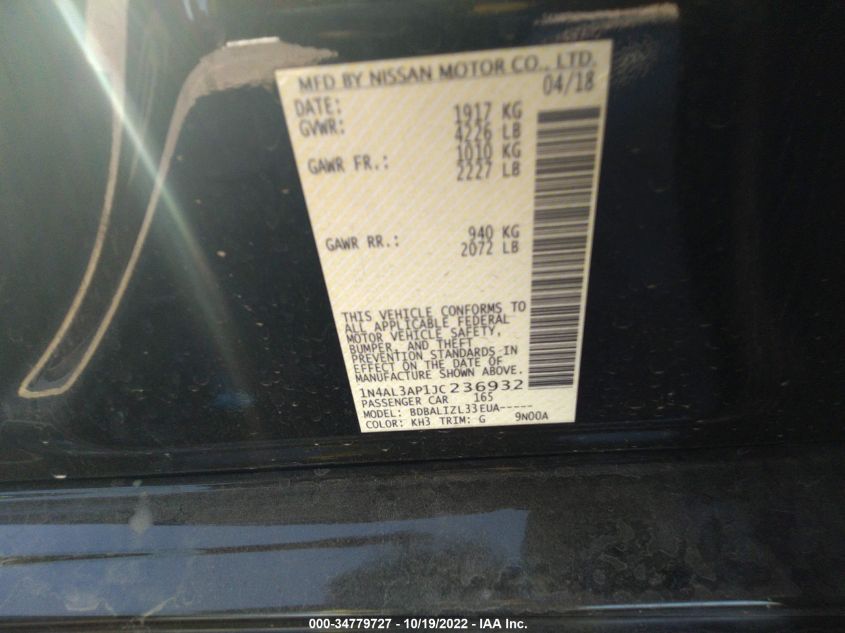 MFD BY NISSAN MOTOR CO., LTD.
DATE: 04/18
GVWR: 1917 KG
4226 LB
GAWR FR.: 1010 KG
2227 LB
GAWR RR.: 940 KG
2072 LB
THIS VEHICLE CONFORMS TO
ALL APPLICABLE FEDERAL
MOTOR VEHICLE SAFETY,
BUMPER, AND THEFT
PREVENTION STANDARDS IN
EFFECT ON THE DATE OF
MANUFACTURE SHOWN ABOVE.
1N4AL3AP1JC236932
PASSENGER CAR 165
MODEL: BDBALIZL33EUA-----
COLOR: KH3 TRIM: G 9N00A
000-34779727 - 10/19/2022 - IAA Inc.